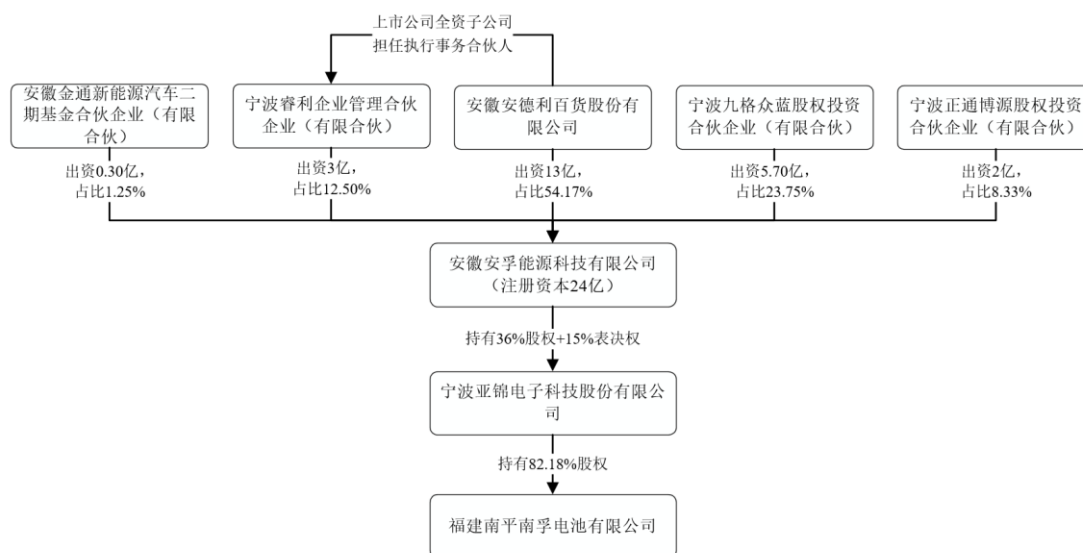 上市公司全资子公司
担任执行事务合伙人
安徽金通新能源汽车二
期基金合伙企业（有限
合伙）
宁波睿利企业管理合伙
企业（有限合伙）
安徽安德利百货股份有
限公司
宁波九格众蓝股权投资
合伙企业（有限合伙）
宁波正通博源股权投资
合伙企业（有限合伙）
出资0.30亿，
占比1.25%
出资3亿，
占比12.50%
出资13亿，
占比54.17%
出资5.70亿，
占比23.75%
出资2亿，
占比8.33%
安徽安孚能源科技有限公司
（注册资本24亿）
持有36%股权+15%表决权
宁波亚锦电子科技股份有限公
司
持有82.18%股权
福建南平南孚电池有限公司